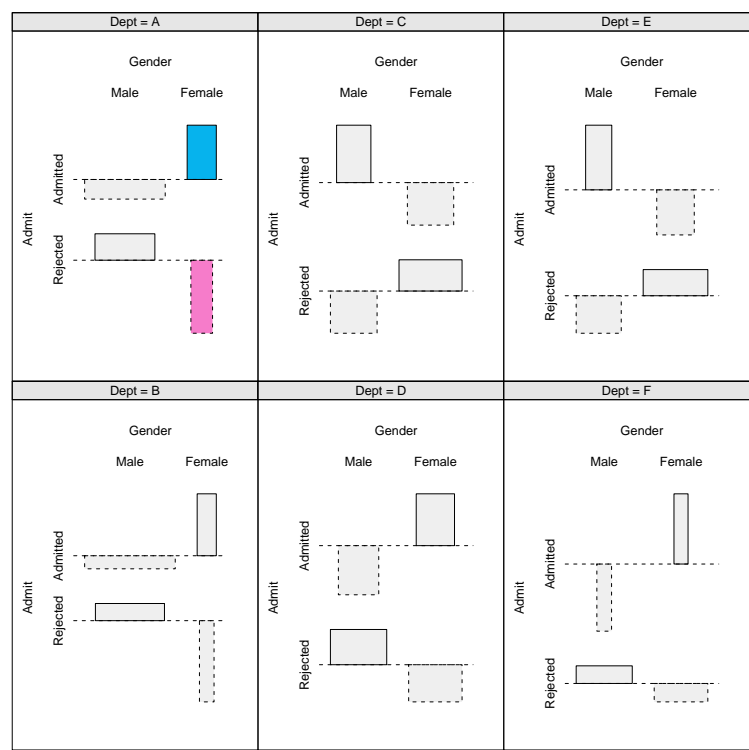 Dept = A
Gender
Male Female
Admit
Admitted
Rejected
Dept = C
Gender
Male Female
Admit
Admitted
Rejected
Dept = E
Gender
Male Female
Admit
Admitted
Rejected
Dept = B
Gender
Male Female
Admit
Admitted
Rejected
Dept = D
Gender
Male Female
Admit
Admitted
Rejected
Dept = F
Gender
Male Female
Admit
Admitted
Rejected